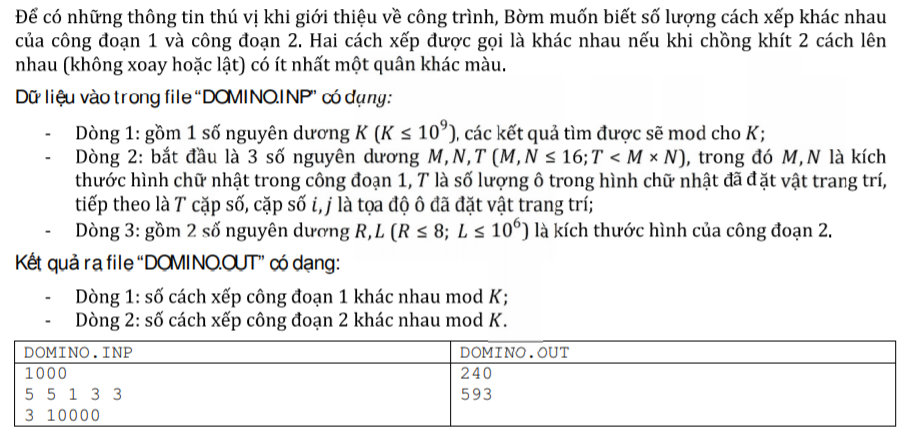 Để có những thông tin thú vị khi giới thiệu về công trình, Bờm muốn biết số lượng cách xếp khác nhau
của công đoạn 1 và công đoạn 2. Hai cách xếp được gọi là khác nhau nếu khi chồng khít 2 cách lên
nhau (không xoay hoặc lật) có ít nhất một quân khác màu.
Dữ liệu vào trong file “DOMINO.INP” có dạng:
- Dòng 1: gồm 1 số nguyên dương K (K ≤ 10⁹), các kết quả tìm được sẽ mod cho K;
- Dòng 2: bắt đầu là 3 số nguyên dương M, N, T (M, N ≤ 16; T < M × N), trong đó M, N là kích
thước hình chữ nhật trong công đoạn 1, T là số lượng ô trong hình chữ nhật đã đặt vật trang trí,
tiếp theo là T cặp số, cặp số i, j là tọa độ ô đã đặt vật trang trí;
- Dòng 3: gồm 2 số nguyên dương R, L (R ≤ 8; L ≤ 10⁶) là kích thước hình của công đoạn 2.
Kết quả ra file “DOMINO.OUT” có dạng:
- Dòng 1: số cách xếp công đoạn 1 khác nhau mod K;
- Dòng 2: số cách xếp công đoạn 2 khác nhau mod K.
DOMINO.INP DOMINO.OUT
1000 240
5 5 1 3 3 593
3 10000